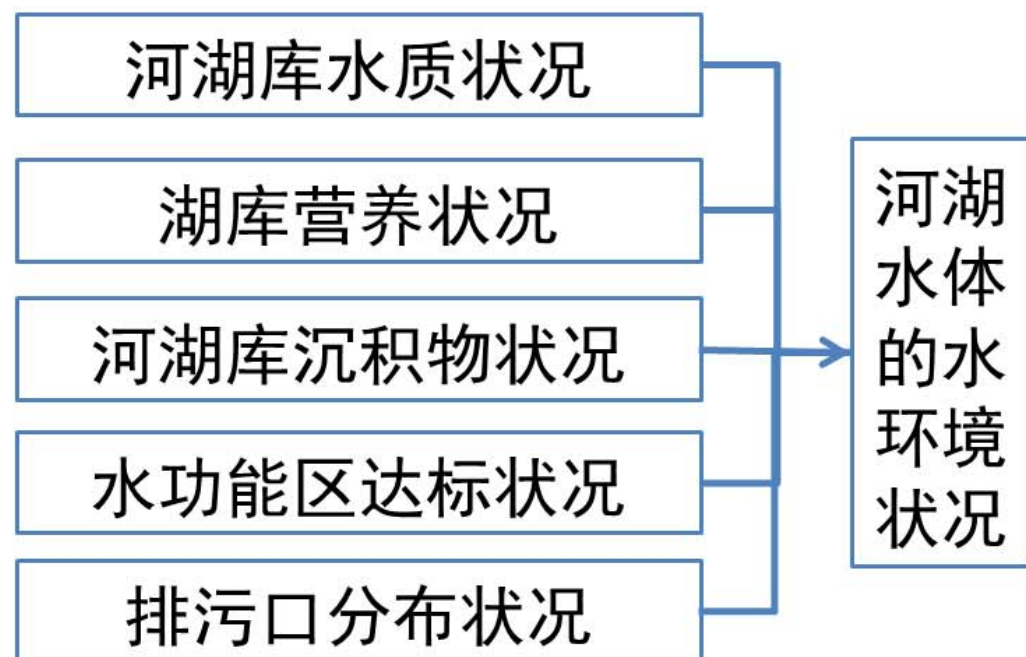 河湖库水质状况
湖库营养状况
河湖库沉积物状况
水功能区达标状况
排污口分布状况
河湖
水体
的水
环境
状况